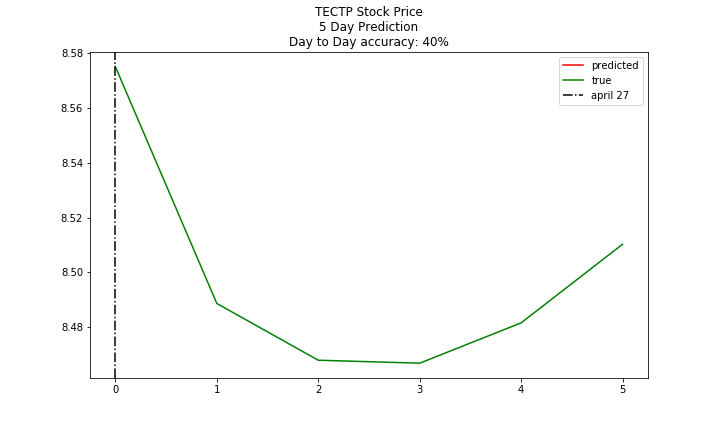 TECTP Stock Price
5 Day Prediction
Day to Day accuracy: 40%
8.58
8.56
8.54
8.52
8.50
8.48
predicted
true
april 27
0 1 2 3 4 5